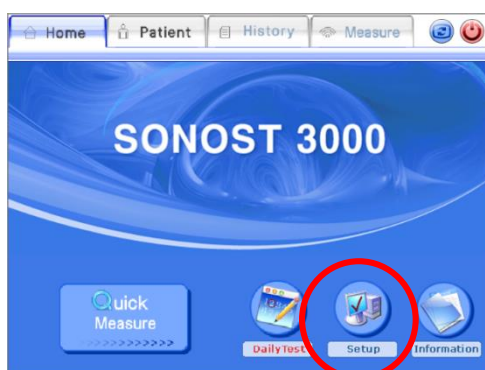 Home Patient History Measure
SONOST 3000
Quick
Measure
>>>>>>>>>>>>
DailyTest Setup Information